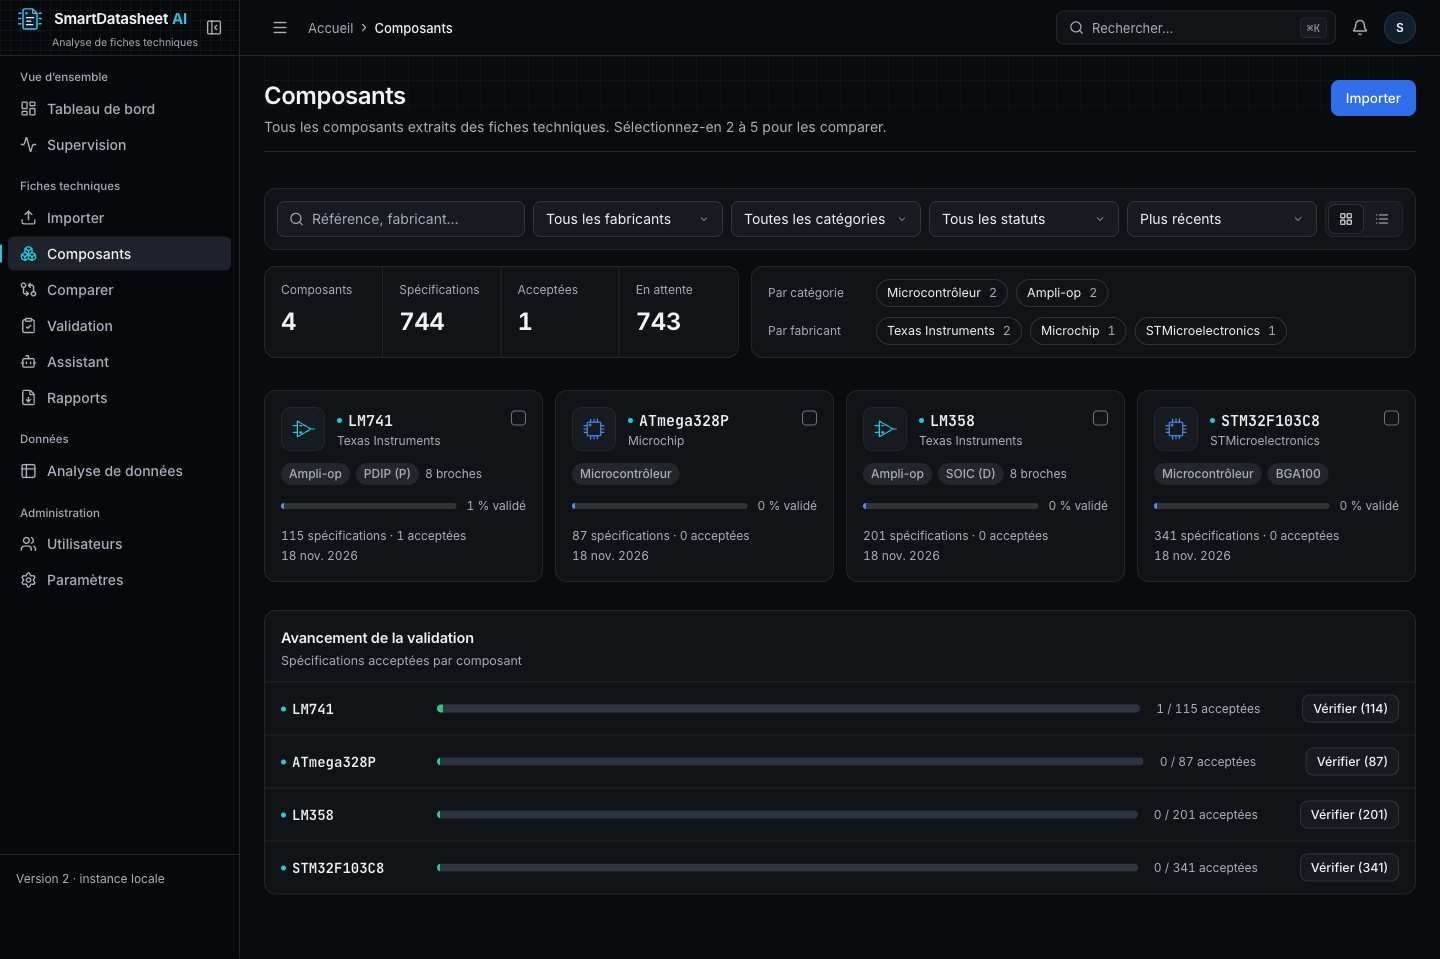 SmartDatasheet AI
Analyse de fiches techniques
Vue d’ensemble
Tableau de bord
Supervision
Fiches techniques
Importer
Composants
Comparer
Validation
Assistant
Rapports
Données
Analyse de données
Administration
Utilisateurs
Paramètres
Version 2 · instance locale
Accueil > Composants
Rechercher... ⌘K
S
Composants
Importer
Tous les composants extraits des fiches techniques. Sélectionnez-en 2 à 5 pour les comparer.
Référence, fabricant... Tous les fabricants Toutes les catégories Tous les statuts Plus récents
Composants Spécifications Acceptées En attente
4 744 1 743
Par catégorie Microcontrôleur 2 Ampli-op 2
Par fabricant Texas Instruments 2 Microchip 1 STMicroelectronics 1
LM741
Texas Instruments
Ampli-op PDIP (P) 8 broches
1 % validé
115 spécifications · 1 acceptées
18 nov. 2026
ATmega328P
Microchip
Microcontrôleur
0 % validé
87 spécifications · 0 acceptées
18 nov. 2026
LM358
Texas Instruments
Ampli-op SOIC (D) 8 broches
0 % validé
201 spécifications · 0 acceptées
18 nov. 2026
STM32F103C8
STMicroelectronics
Microcontrôleur BGA100
0 % validé
341 spécifications · 0 acceptées
18 nov. 2026
Avancement de la validation
Spécifications acceptées par composant
LM741 1 / 115 acceptées Vérifier (114)
ATmega328P 0 / 87 acceptées Vérifier (87)
LM358 0 / 201 acceptées Vérifier (201)
STM32F103C8 0 / 341 acceptées Vérifier (341)